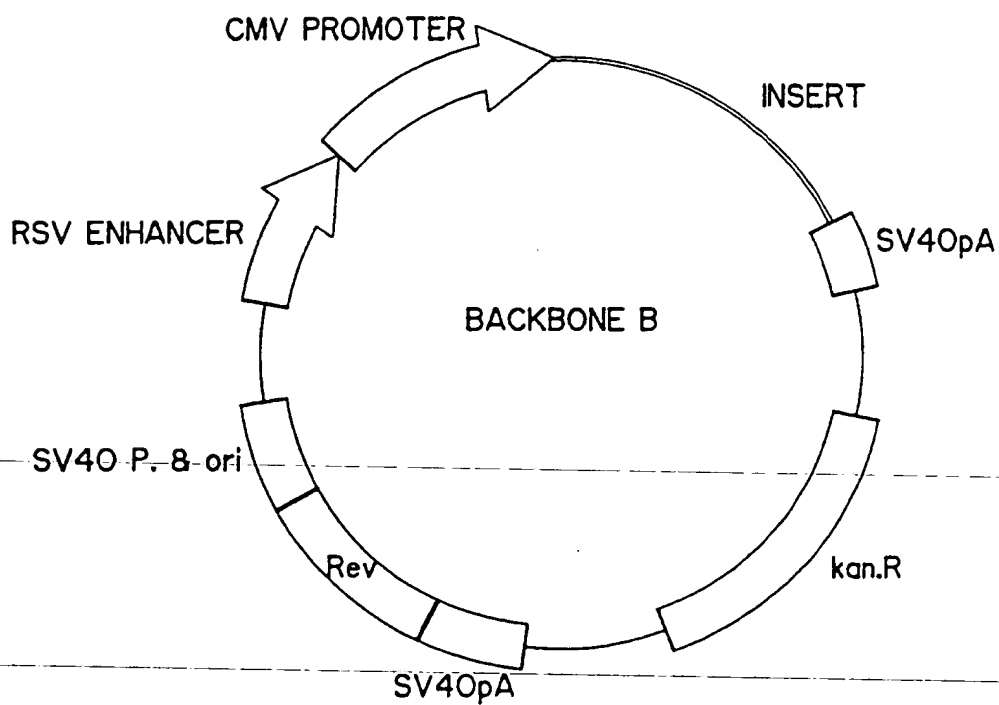 CMV PROMOTER
INSERT
RSV ENHANCER
SV40pA
BACKBONE B
SV40 P. & ori
Rev
kan.R
SV40pA